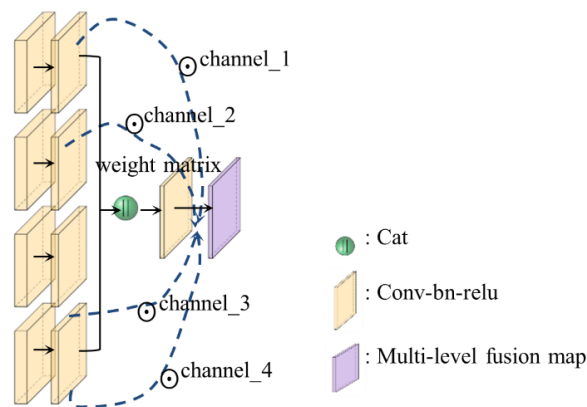 channel_1
channel_2
weight matrix
channel_3
channel_4
: Cat
: Conv-bn-relu
: Multi-level fusion map